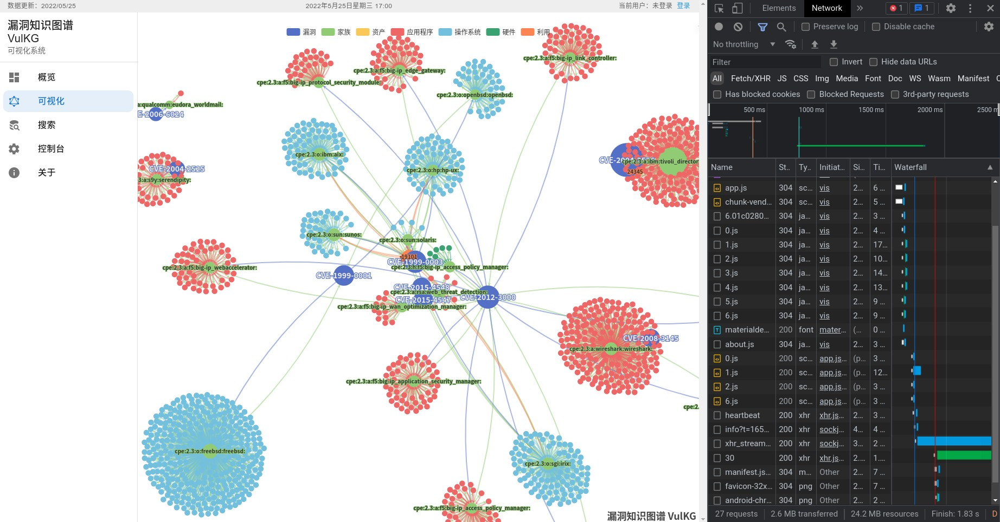 数据更新：2022/05/25
2022年5月25日星期三 17:00
当前用户：未登录 登录
漏洞知识图谱
VulKG
可视化系统
概览
可视化
搜索
控制台
关于
漏洞 家族 资产 应用程序 操作系统 硬件 利用
cpe:2.3:a:f5:big-ip_link_controller:
cpe:2.3:a:f5:big-ip_edge_gateway:
cpe:2.3:a:f5:big-ip_protocol_security_module:
cpe:2.3:o:openbsd:openbsd:
a:qualcomm:eudora_worldmail:
E-2006-6024
cpe:2.3:o:ibm:aix:
CVE-2004-2525
3:a:s9y:serendipity:
cpe:2.3:o:hp:hp-ux:
cpe:2.3:a:ibm:tivoli_director
24345
cpe:2.3:o:sun:sunos:
cpe:2.3:o:sun:solaris:
19101
CVE-1999-0003
cpe:2.3:h:f5:big-ip_access_policy_manager:
cpe:2.3:a:f5:big-ip_webaccelerator:
CVE-1999-0001
CVE-2015-4548
cpe:2.3:a:rsa:web_threat_detection:
CVE-2015-4547
CVE-2012-3000
cpe:2.3:a:f5:big-ip_wan_optimization_manager:
CVE-2008-3145
cpe:2.3:a:wireshark:wireshark:
cpe:2.3:a:f5:big-ip_application_security_manager:
cpe:2.
cpe:2.3:o:freebsd:freebsd:
cpe:2.3:o:sgi:irix:
cpe:2.3:a:f5:big-ip_access_policy_manager:
漏洞知识图谱 VulKG
Elements Network 1 1
Preserve log Disable cache
No throttling
Filter Invert Hide data URLs
All Fetch/XHR JS CSS Img Media Font Doc WS Wasm Manifest
Has blocked cookies Blocked Requests 3rd-party requests
500 ms 1000 ms 1500 ms 2000 ms 2500 m
Name St.. Ty.. Initiat... Si... Ti... Waterfall
app.js 304 sc... vis 2... 6 ...
chunk-vend... 304 sc... vis 2... 5 ...
6.01c0280... 304 ja... vis 2... 3 ...
0.js 304 ja... vis 2... 4 ...
1.js 304 ja... vis 2... 17...
2.js 304 ja... vis 2... 10...
3.js 304 ja... vis 2... 14...
4.js 304 ja... vis 2... 13...
5.js 304 ja... vis 2... 9 ...
6.js 304 ja... vis 2... 9 ...
materialde... 200 font mater... (... 0 ...
about.js 304 ja... vis 2... 3 ...
0.js 200 sc... app.js... (p... 3 ...
1.js 200 sc... app.js... (p... 12...
2.js 200 sc... app.js... (p... 3 ...
6.js 200 sc... app.js... (p... 3 ...
heartbeat 200 xhr xhr.js... 2... 3 ...
info?t=165... 200 xhr sockj... 4... 4 ...
xhr_stream... 200 xhr sockj... 3... 2 ...
30 200 xhr xhr.js... 2.... 1....
manifest.js... 304 m... Other 2... 7 ...
favicon-32x... 304 png Other 2... 7 ...
android-chr... 304 png Other 2... 2 ...
27 requests 2.6 MB transferred 24.2 MB resources Finish: 1.83 s D